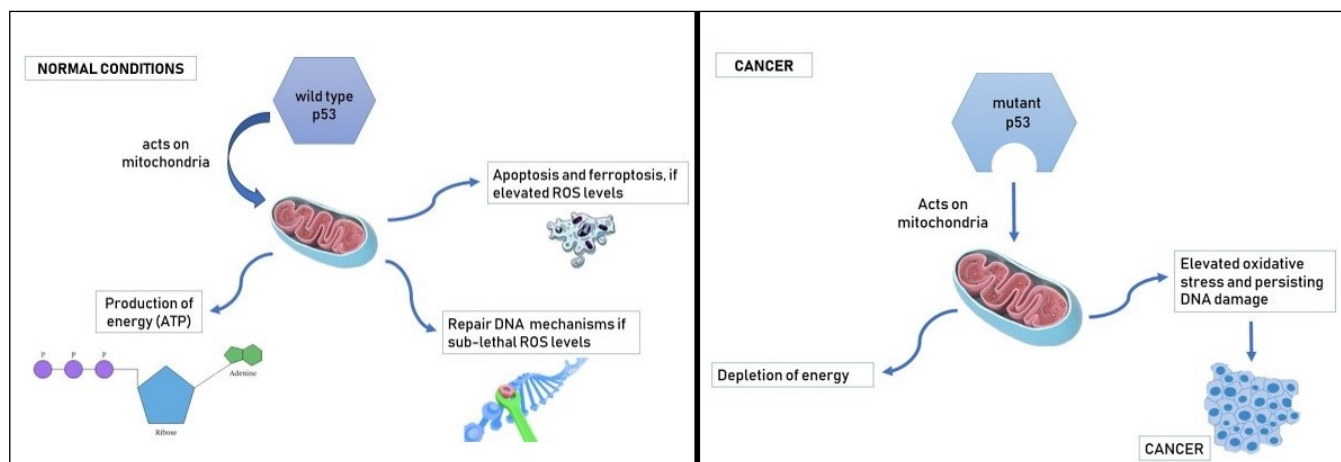 NORMAL CONDITIONS
wild type
p53
acts on
mitochondria
Apoptosis and ferroptosis, if
elevated ROS levels
Production of
energy (ATP)
Repair DNA mechanisms if
sub-lethal ROS levels
P P P
Adenine
Ribose
CANCER
mutant
p53
Acts on
mitochondria
Elevated oxidative
stress and persisting
DNA damage
Depletion of energy
CANCER